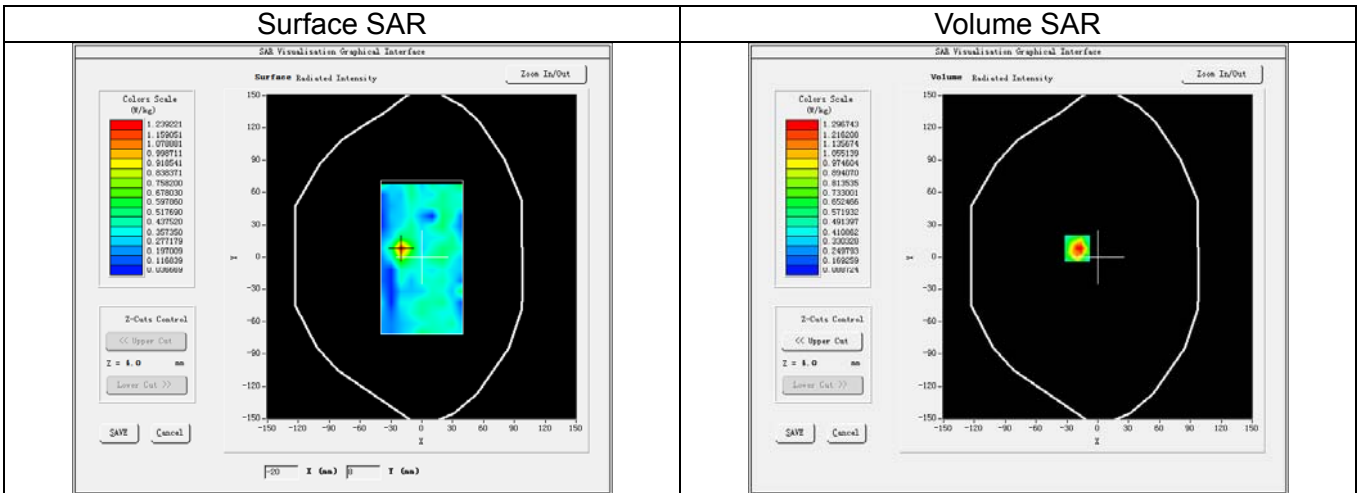 Surface SAR
SAR Visualisation Graphical Interface
Surface Radiated Intensity
Zoom In/Out
Colors Scale
(W/kg)
1.239221
1.159051
1.078881
0.998711
0.918541
0.838371
0.758200
0.678030
0.597860
0.517690
0.437520
0.357350
0.277179
0.197009
0.116839
0.036669
150
120
90
60
30
0
-30
-60
-90
-120
-150
Y
-150 -120 -90 -60 -30 0 30 60 90 120 150
X
Z-Cuts Control
<< Upper Cut
Z = 4.0 mm
Lower Cut >>
SAVE Cancel
-20 X (mm) 8 Y (mm)
Volume SAR
SAR Visualisation Graphical Interface
Volume Radiated Intensity
Zoom In/Out
Colors Scale
(W/kg)
1.296743
1.216208
1.135674
1.055139
0.974604
0.894070
0.813535
0.733001
0.652466
0.571932
0.491397
0.410862
0.330328
0.249793
0.169259
0.088724
150
120
90
60
30
0
-30
-60
-90
-120
-150
Y
-150 -120 -90 -60 -30 0 30 60 90 120 150
X
Z-Cuts Control
<< Upper Cut
Z = 4.0 mm
Lower Cut >>
SAVE Cancel